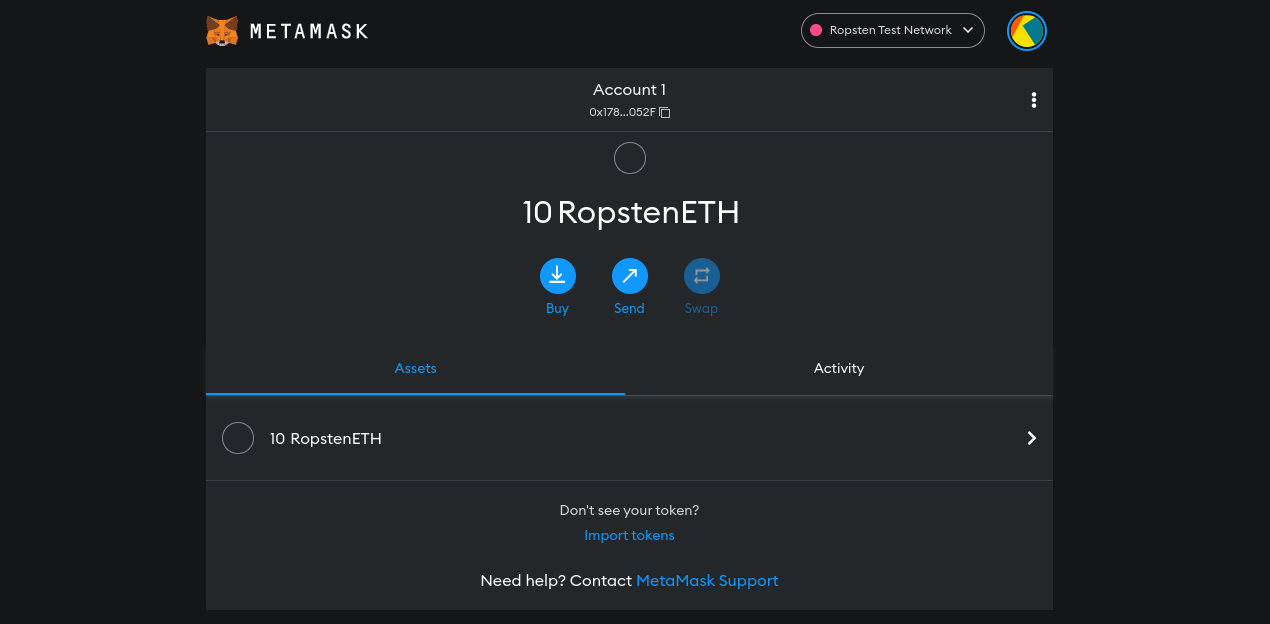 METAMASK
Ropsten Test Network
Account 1
0x178...052F
10 RopstenETH
Buy
Send
Swap
Assets
Activity
10 RopstenETH
Don't see your token?
Import tokens
Need help? Contact MetaMask Support